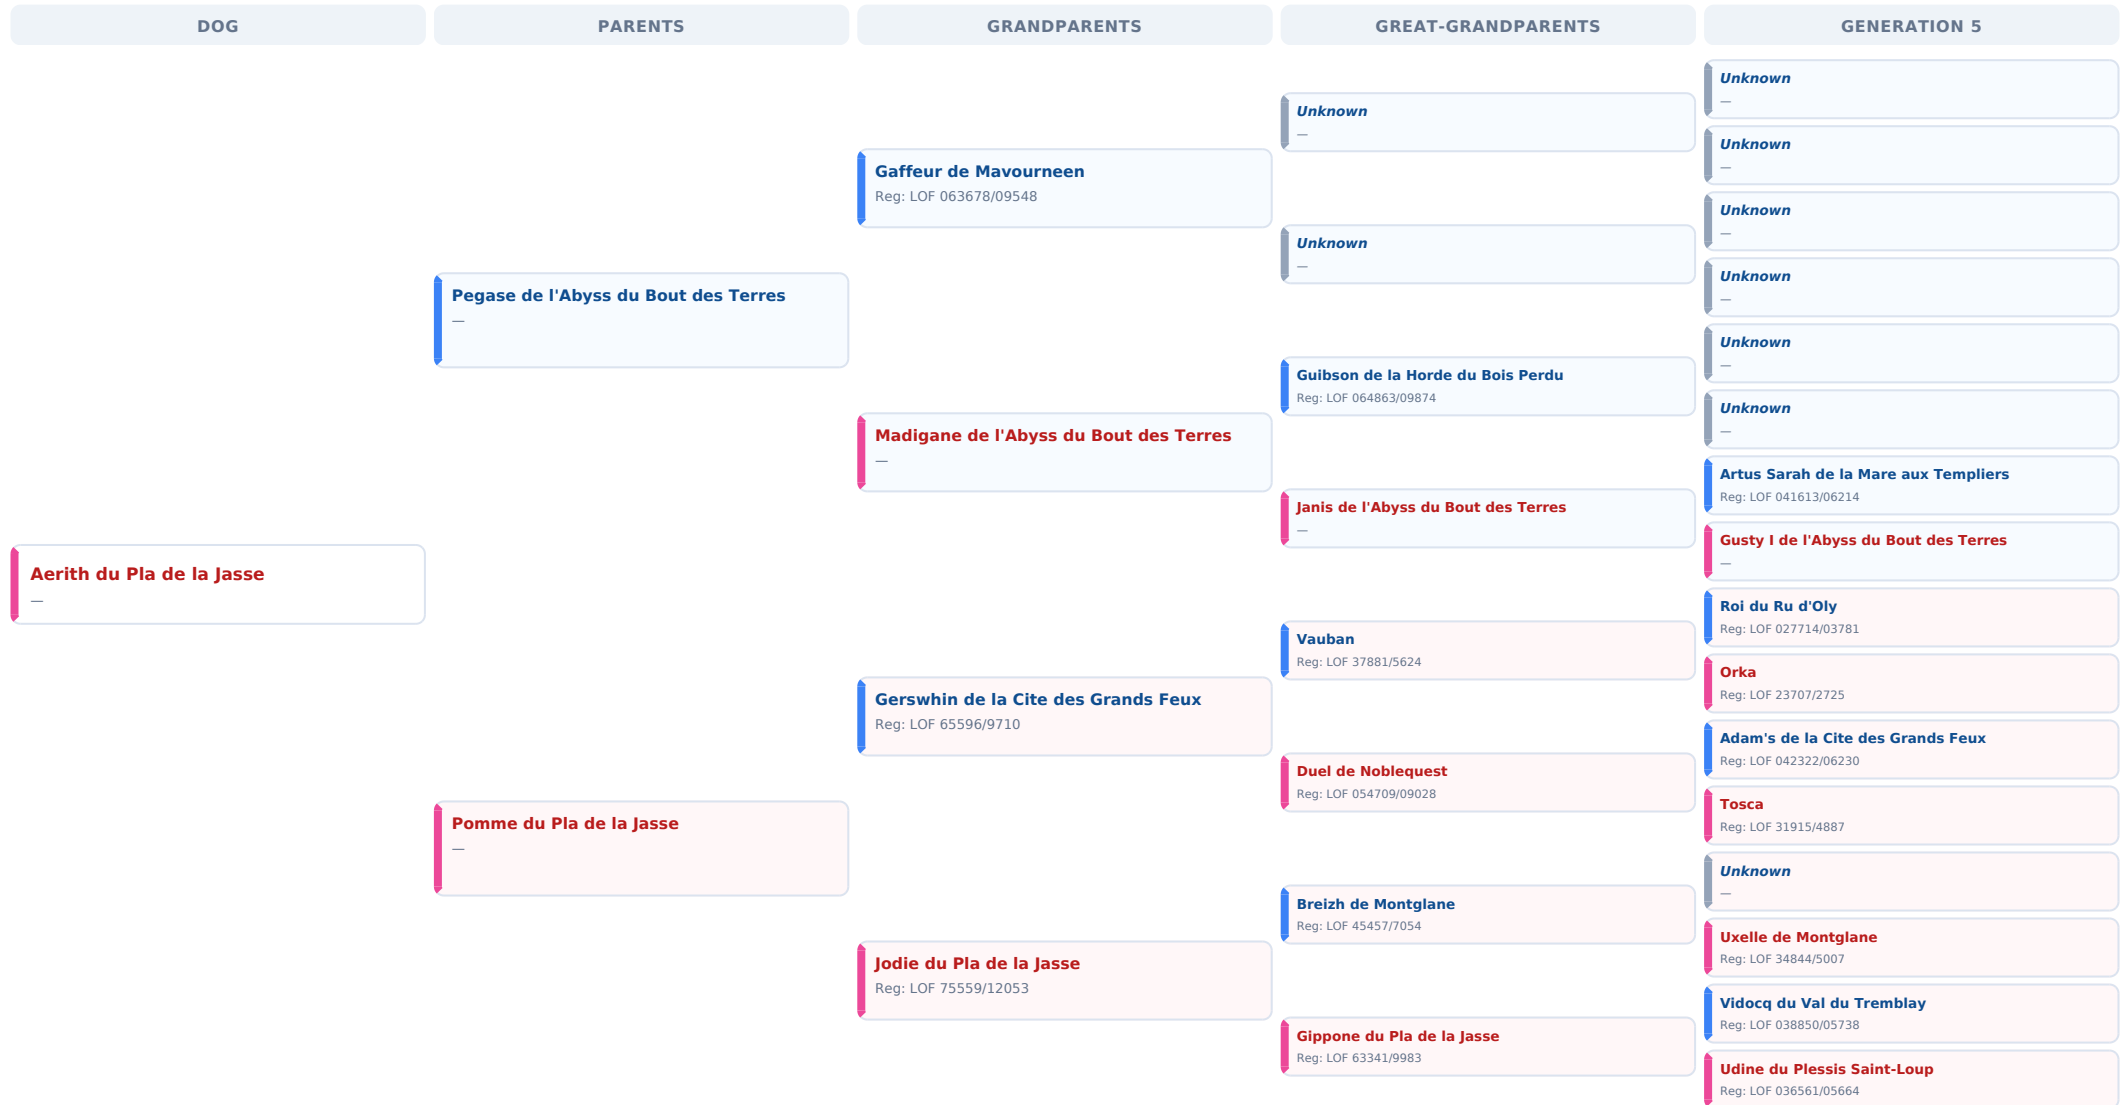 DOG
PARENTS
GRANDPARENTS
GREAT-GRANDPARENTS
GENERATION 5
Aerith du Pla de la Jasse
—
Pegase de l'Abyss du Bout des Terres
—
Pomme du Pla de la Jasse
—
Gaffeur de Mavourneen
Reg: LOF 063678/09548
Madigane de l'Abyss du Bout des Terres
—
Gerswhin de la Cite des Grands Feux
Reg: LOF 65596/9710
Jodie du Pla de la Jasse
Reg: LOF 75559/12053
Unknown
—
Unknown
—
Guibson de la Horde du Bois Perdu
Reg: LOF 064863/09874
Janis de l'Abyss du Bout des Terres
—
Vauban
Reg: LOF 37881/5624
Duel de Noblequest
Reg: LOF 054709/09028
Breizh de Montglane
Reg: LOF 45457/7054
Gippone du Pla de la Jasse
Reg: LOF 63341/9983
Unknown
—
Unknown
—
Unknown
—
Unknown
—
Unknown
—
Unknown
—
Artus Sarah de la Mare aux Templiers
Reg: LOF 041613/06214
Gusty I de l'Abyss du Bout des Terres
—
Roi du Ru d'Oly
Reg: LOF 027714/03781
Orka
Reg: LOF 23707/2725
Adam's de la Cite des Grands Feux
Reg: LOF 042322/06230
Tosca
Reg: LOF 31915/4887
Unknown
—
Uxelle de Montglane
Reg: LOF 34844/5007
Vidocq du Val du Tremblay
Reg: LOF 038850/05738
Udine du Plessis Saint-Loup
Reg: LOF 036561/05664